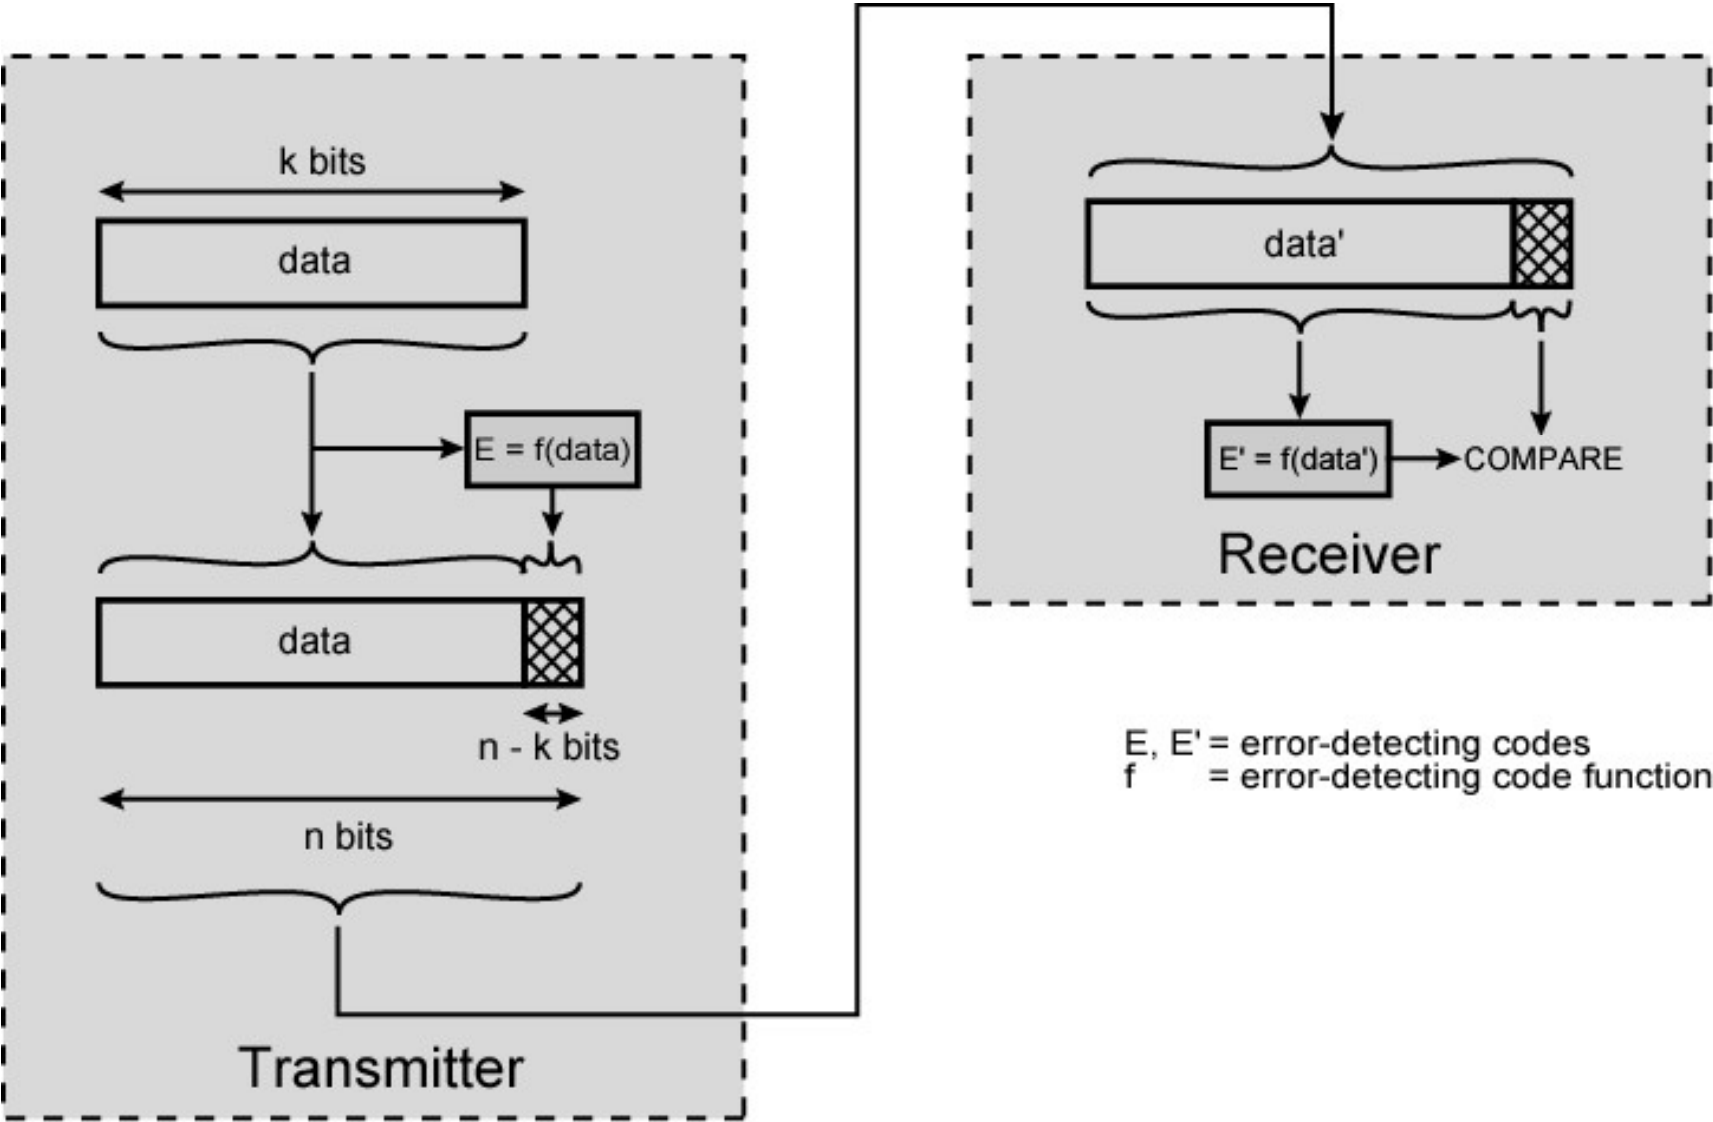 k bits
data
E = f(data)
data
n - k bits
n bits
Transmitter
data'
E' = f(data')
COMPARE
Receiver
E, E' = error-detecting codes
f = error-detecting code function